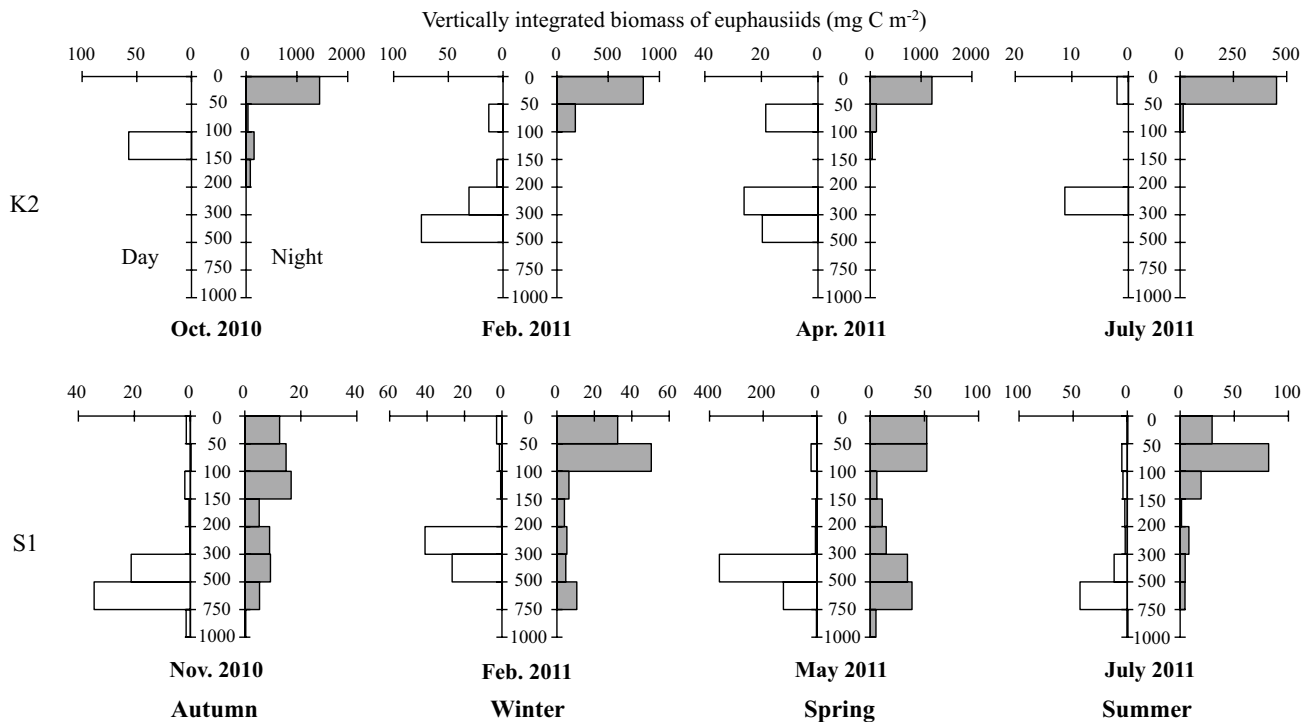 Vertically integrated biomass of euphausiids (mg C m-2)
100 50 0 0 1000 2000 100 50 0 0 500 1000 40 20 0 0 1000 2000 20 10 0 0 250 500
0 0 0 0
50 50 50 50
100 100 100 100
150 150 150 150
200 200 200 200
K2
300 300 300 300
Day Night
500 500 500 500
750 750 750 750
1000 1000 1000 1000
Oct. 2010 Feb. 2011 Apr. 2011 July 2011
40 20 0 0 20 40 60 40 20 0 0 20 40 60 400 200 0 0 50 100 100 50 0 0 50 100
0 0 0 0
50 50 50 50
100 100 100 100
150 150 150 150
200 200 200 200
S1
300 300 300 300
500 500 500 500
750 750 750 750
1000 1000 1000 1000
Nov. 2010 Feb. 2011 May 2011 July 2011
Autumn Winter Spring Summer